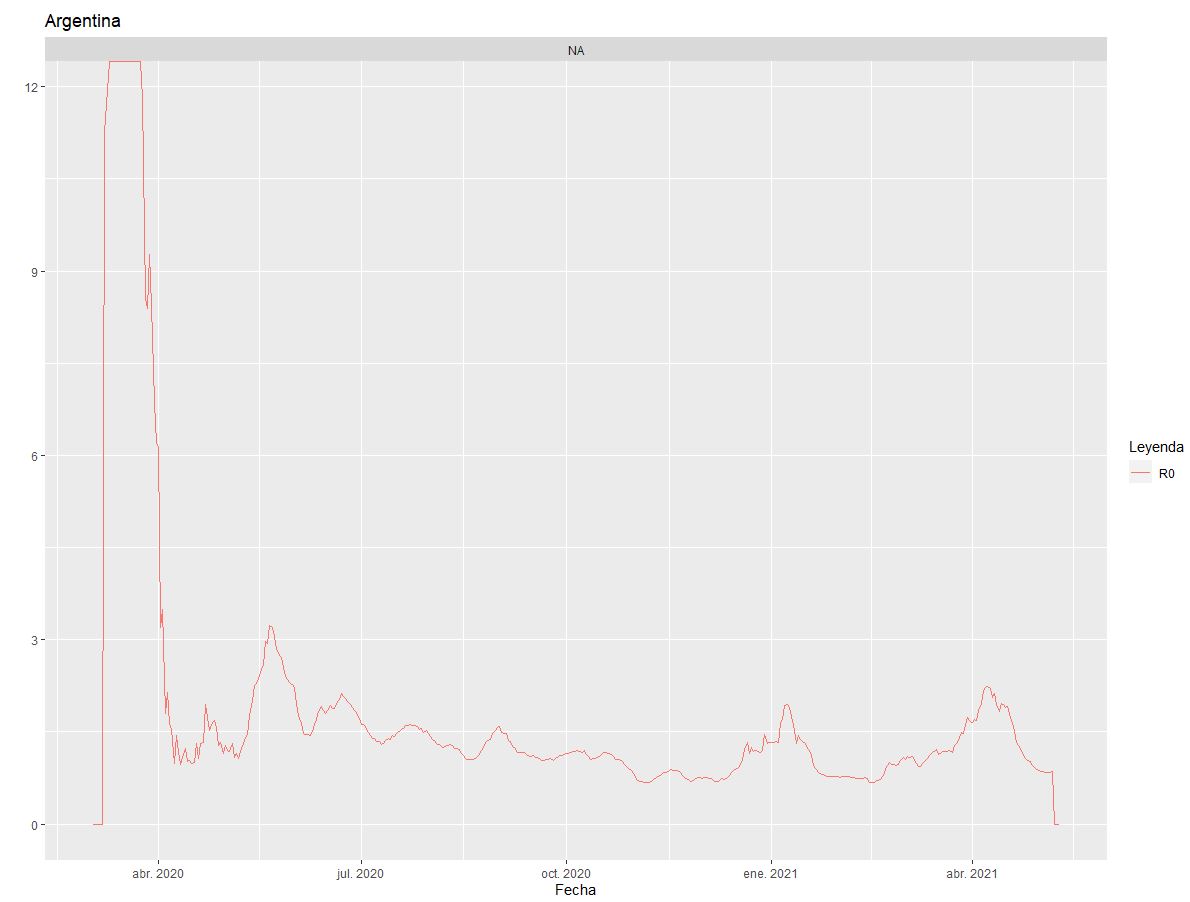 Argentina
NA
12
9
6
3
0
abr. 2020
jul. 2020
oct. 2020
ene. 2021
abr. 2021
Fecha
Leyenda
R0